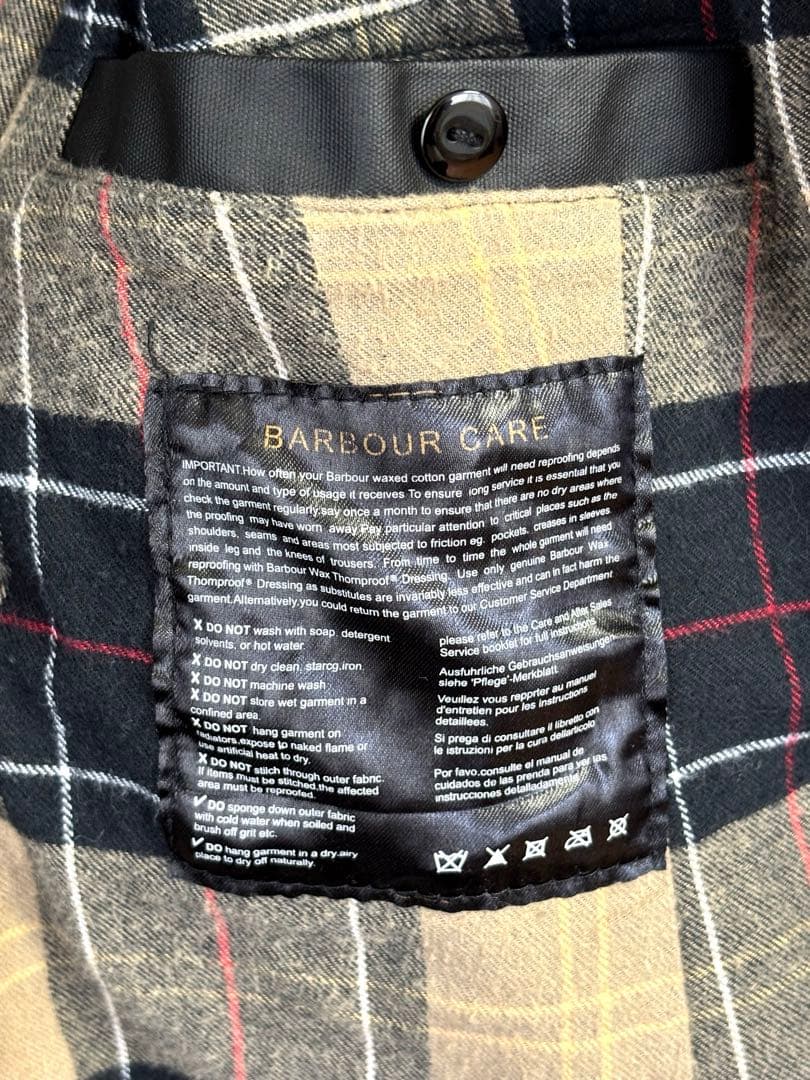 BARBOUR CARE
IMPORTANT.How often your Barbour waxed cotton garment will need reproofing depends
on the amount and type of usage it receives To ensure long service it is essential that you
check the garment regularly.say once a month to ensure that there are no dry areas where
the proofing may have worn away.Pay particular attention to critical places such as the
shoulders, seams and areas most subjected to friction eg. pockets, creases in sleeves
inside leg and the knees of trousers. From time to time the whole garment will need
reproofing with Barbour Wax Thornproof® Dressing. Use only genuine Barbour Wax
Thornproof® Dressing as substitutes are invariably less effective and can in fact harm the
garment.Alternatively.you could return the garment to our Customer Service Department
X DO NOT wash with soap. detergent
solvents. or hot water
X DO NOT dry clean. starcg.iron
X DO NOT machine wash
X DO NOT store wet garment in a
confined area.
X DO NOT hang garment on
radiators.expose to naked flame or
use artificial heat to dry.
X DO NOT stilch through outer fabric.
If items must be stitched.the affected
area must be reproofed.
✓ DO sponge down outer fabric
with cold water when soiled and
brush off grit etc.
✓ DO hang garment in a dry.airy
place to dry off naturally.
please refer to the Care and After Sales
Service booklet for full instructions
Ausfuhrliche Gebrauchsanweisungen
siehe 'Pflege'-Merkblatt
Veuillez vous repprter au manuel
d'entretien pour les instructions
detaillees.
Si prega di consultare il libretto con
le istruzioni per la cura dellarticolo
Por favo.consulte el manual de
cuidados de las prenda para ver las
instrucciones detalladamente